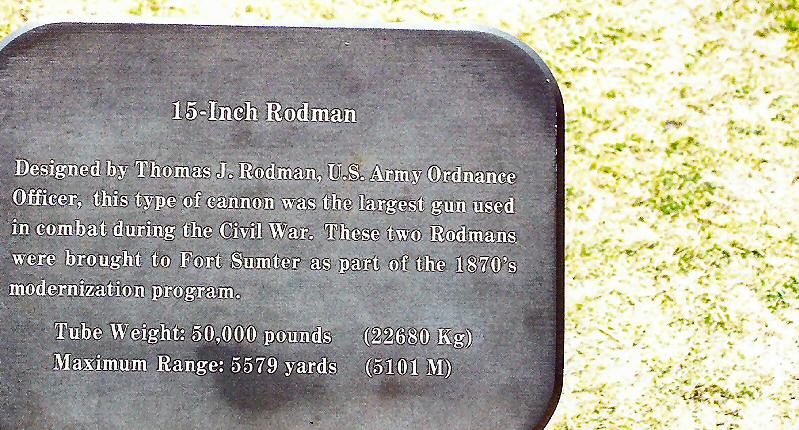 15-Inch Rodman
Designed by Thomas J. Rodman, U.S. Army Ordnance
Officer, this type of cannon was the largest gun used
in combat during the Civil War. These two Rodmans
were brought to Fort Sumter as part of the 1870's
modernization program.
Tube Weight: 50,000 pounds (22680 Kg)
Maximum Range: 5579 yards (5101 M)